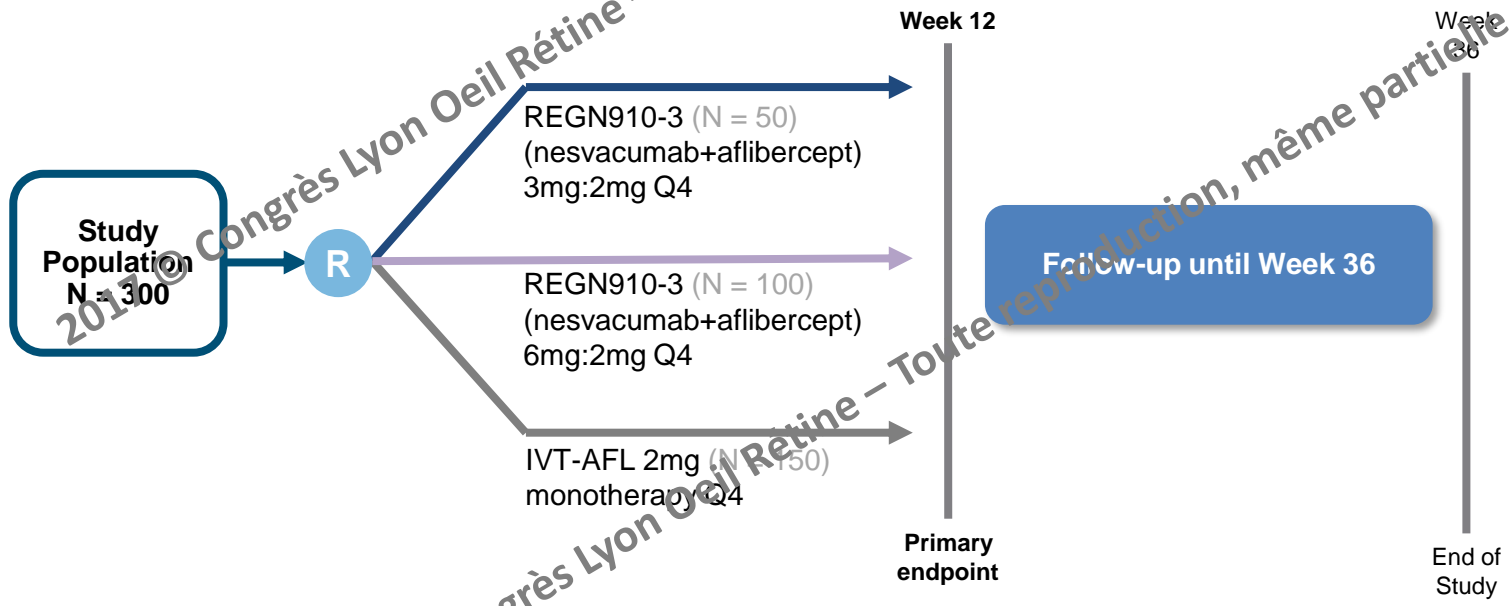 Week 12
Week
36
REGN910-3 (N = 50)
(nesvacumab+aflibercept)
3mg:2mg Q4
Study
Population
N = 300
R
REGN910-3 (N = 100)
(nesvacumab+aflibercept)
6mg:2mg Q4
Follow-up until Week 36
IVT-AFL 2mg (N = 150)
monotherapy Q4
Primary
endpoint
End of
Study
2017 © Congrès Lyon Oeil Rétine
grès Lyon Oeil Rétine – Toute reproduction, même partielle